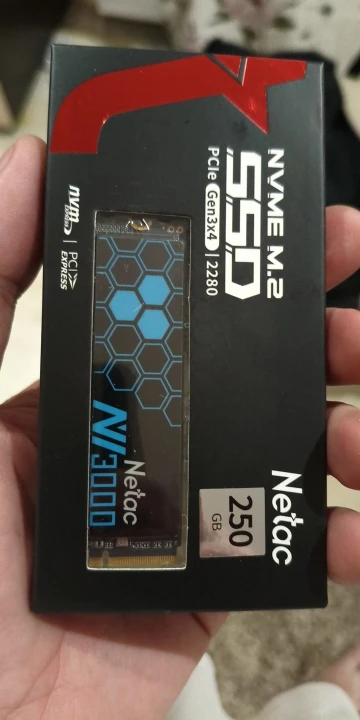 NVME M.2
SSD
PCIe Gen3x4 | 2280
nvm
EXPRESS
PCI
EXPRESS
Netac
250
GB
Netac
NV3000